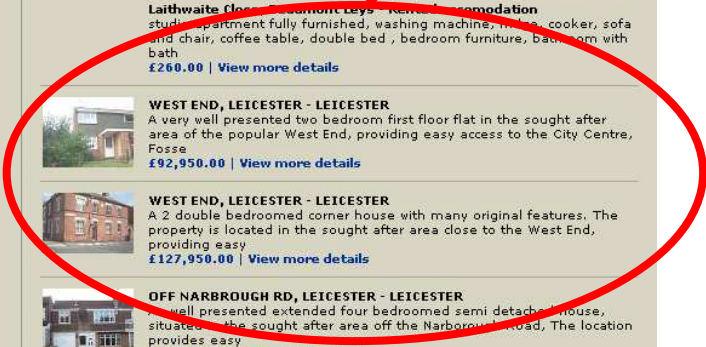 Laithwaite Close, Beaumont Leys - Rented accomodation
studio apartment fully furnished, washing machine, fridge, cooker, sofa
and chair, coffee table, double bed , bedroom furniture, bathroom with
bath
£260.00 | View more details
WEST END, LEICESTER - LEICESTER
A very well presented two bedroom first floor flat in the sought after
area of the popular West End, providing easy access to the City Centre,
Fosse
£92,950.00 | View more details
WEST END, LEICESTER - LEICESTER
A 2 double bedroomed corner house with many original features. The
property is located in the sought after area close to the West End,
providing easy
£127,950.00 | View more details
OFF NARBROUGH RD, LEICESTER - LEICESTER
well presented extended four bedroomed semi detached house,
situated the sought after area off the Narborough Road, The location
provides easy